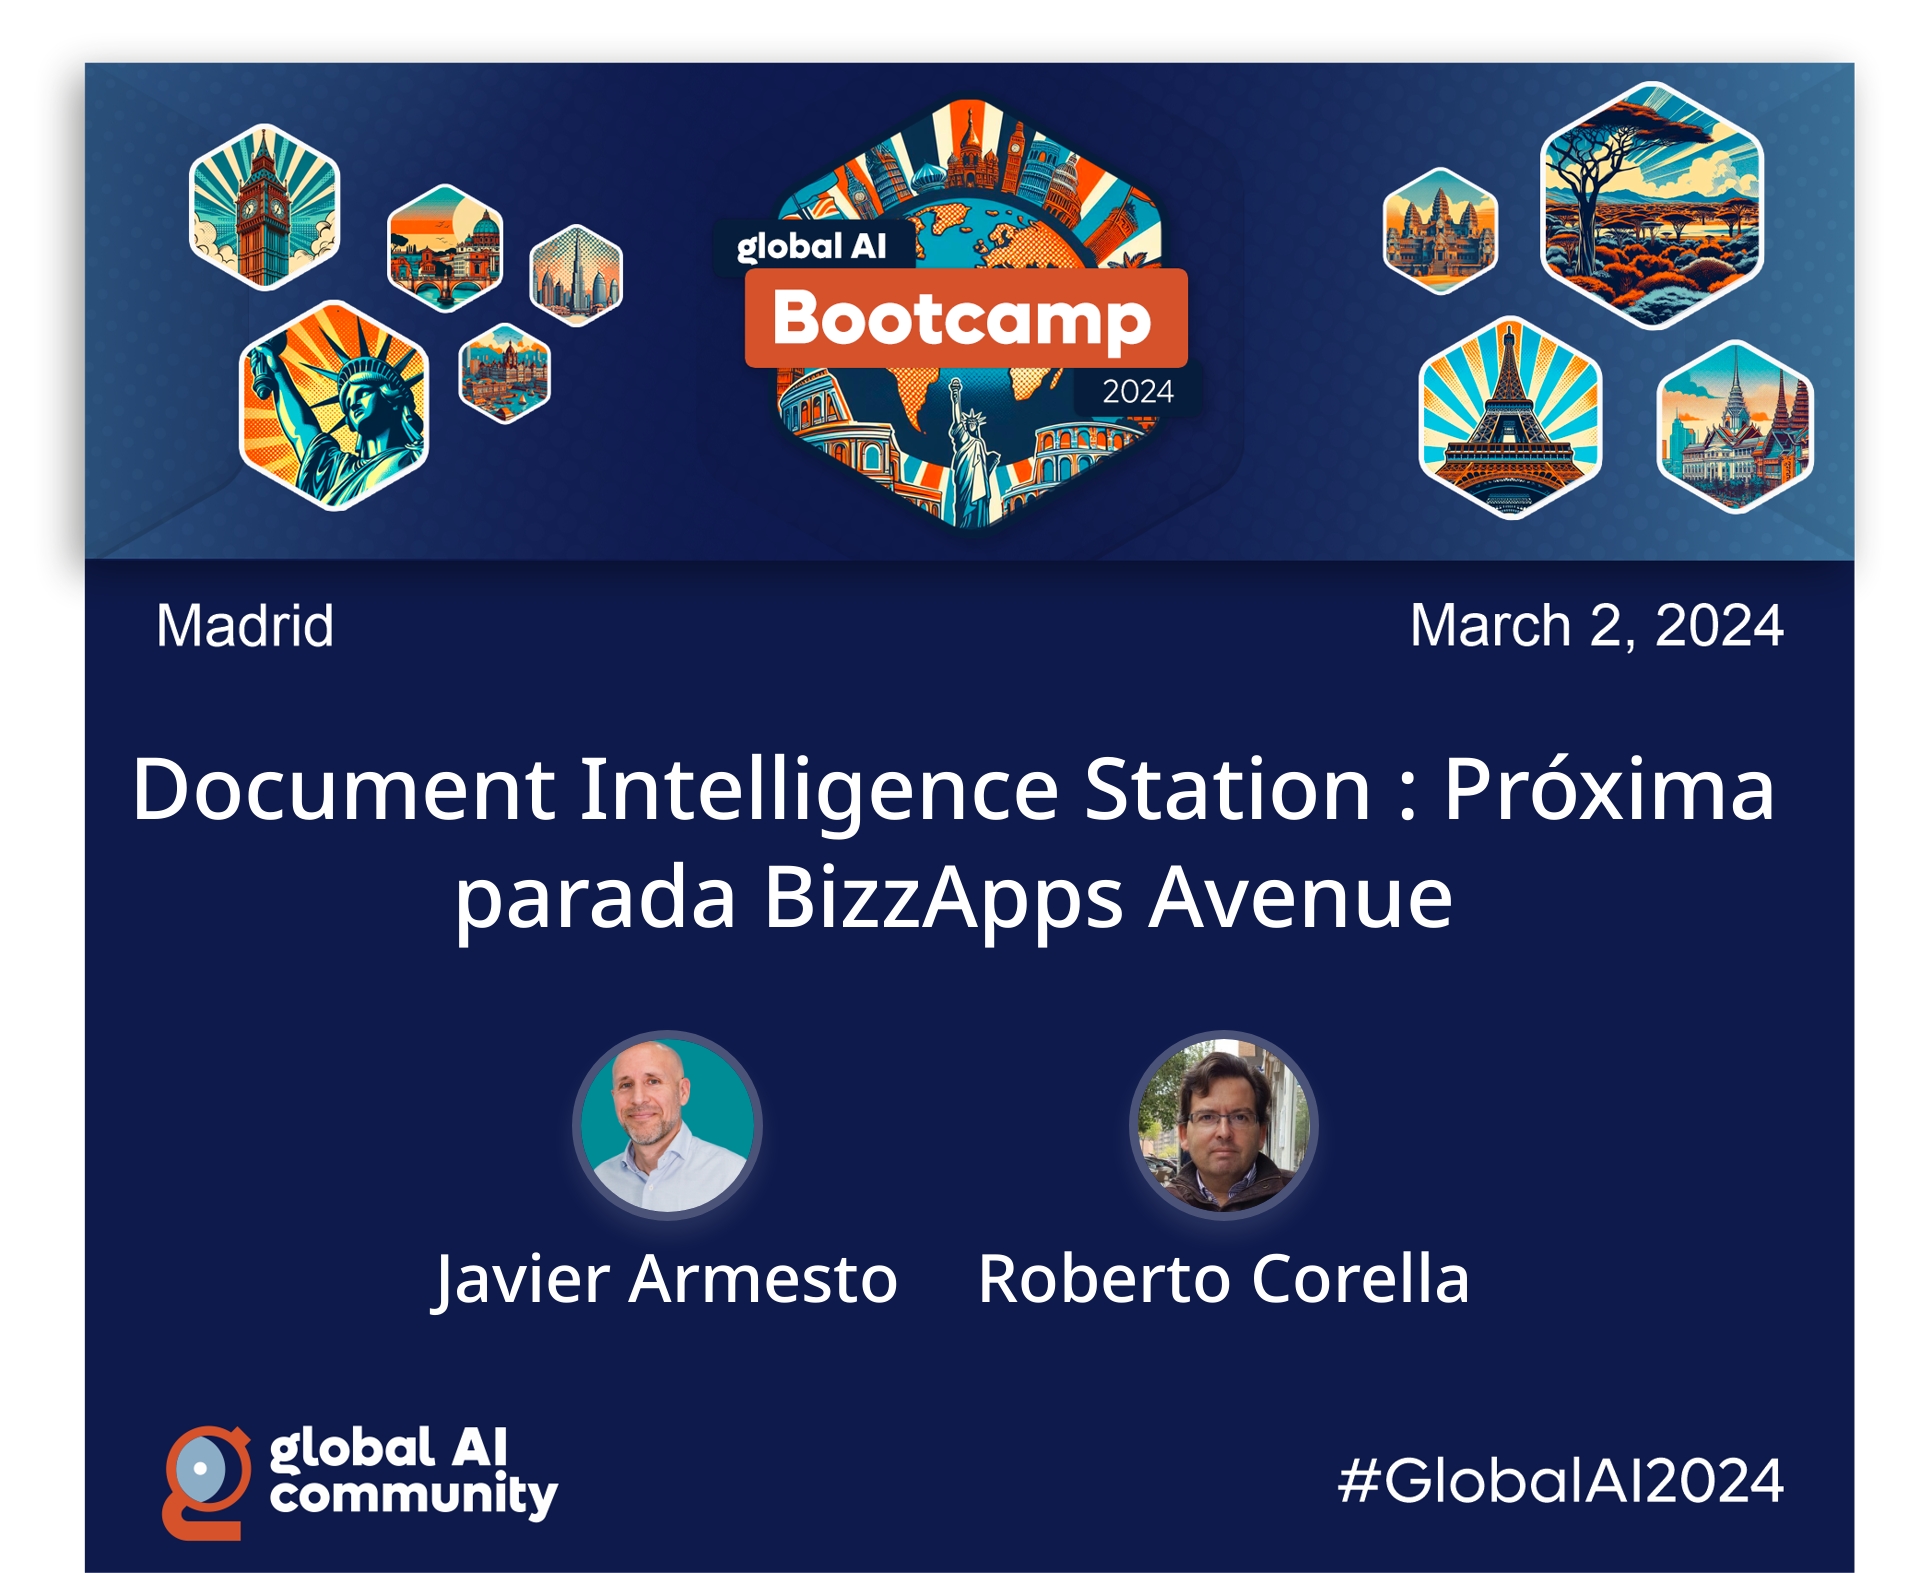 global AI
Bootcamp
2024
Madrid
March 2, 2024
Document Intelligence Station : Próxima
parada BizzApps Avenue
Javier Armesto
Roberto Corella
global AI
community
#GlobalAI2024